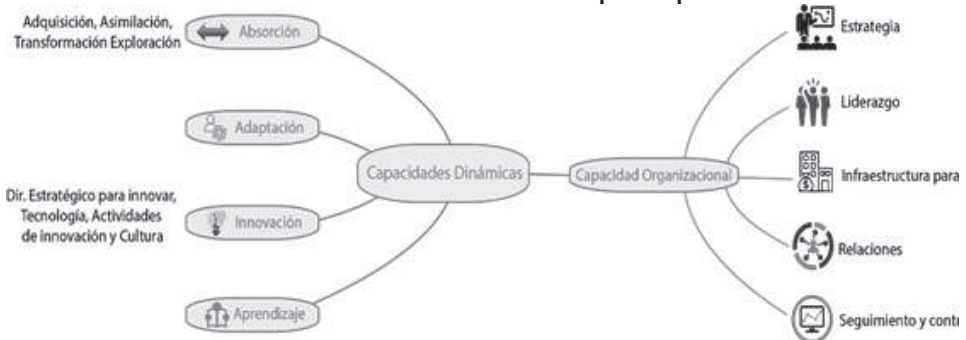 Adquisición, Asimilación,
Transformación Exploración
Absorción
Adaptación
Dir. Estratégico para innovar,
Tecnología, Actividades
de innovación y Cultura
Innovación
Aprendizaje
Capacidades Dinámicas
Capacidad Organizacional
Estrategia
Liderazgo
Infraestructura para
Relaciones
Seguimiento y